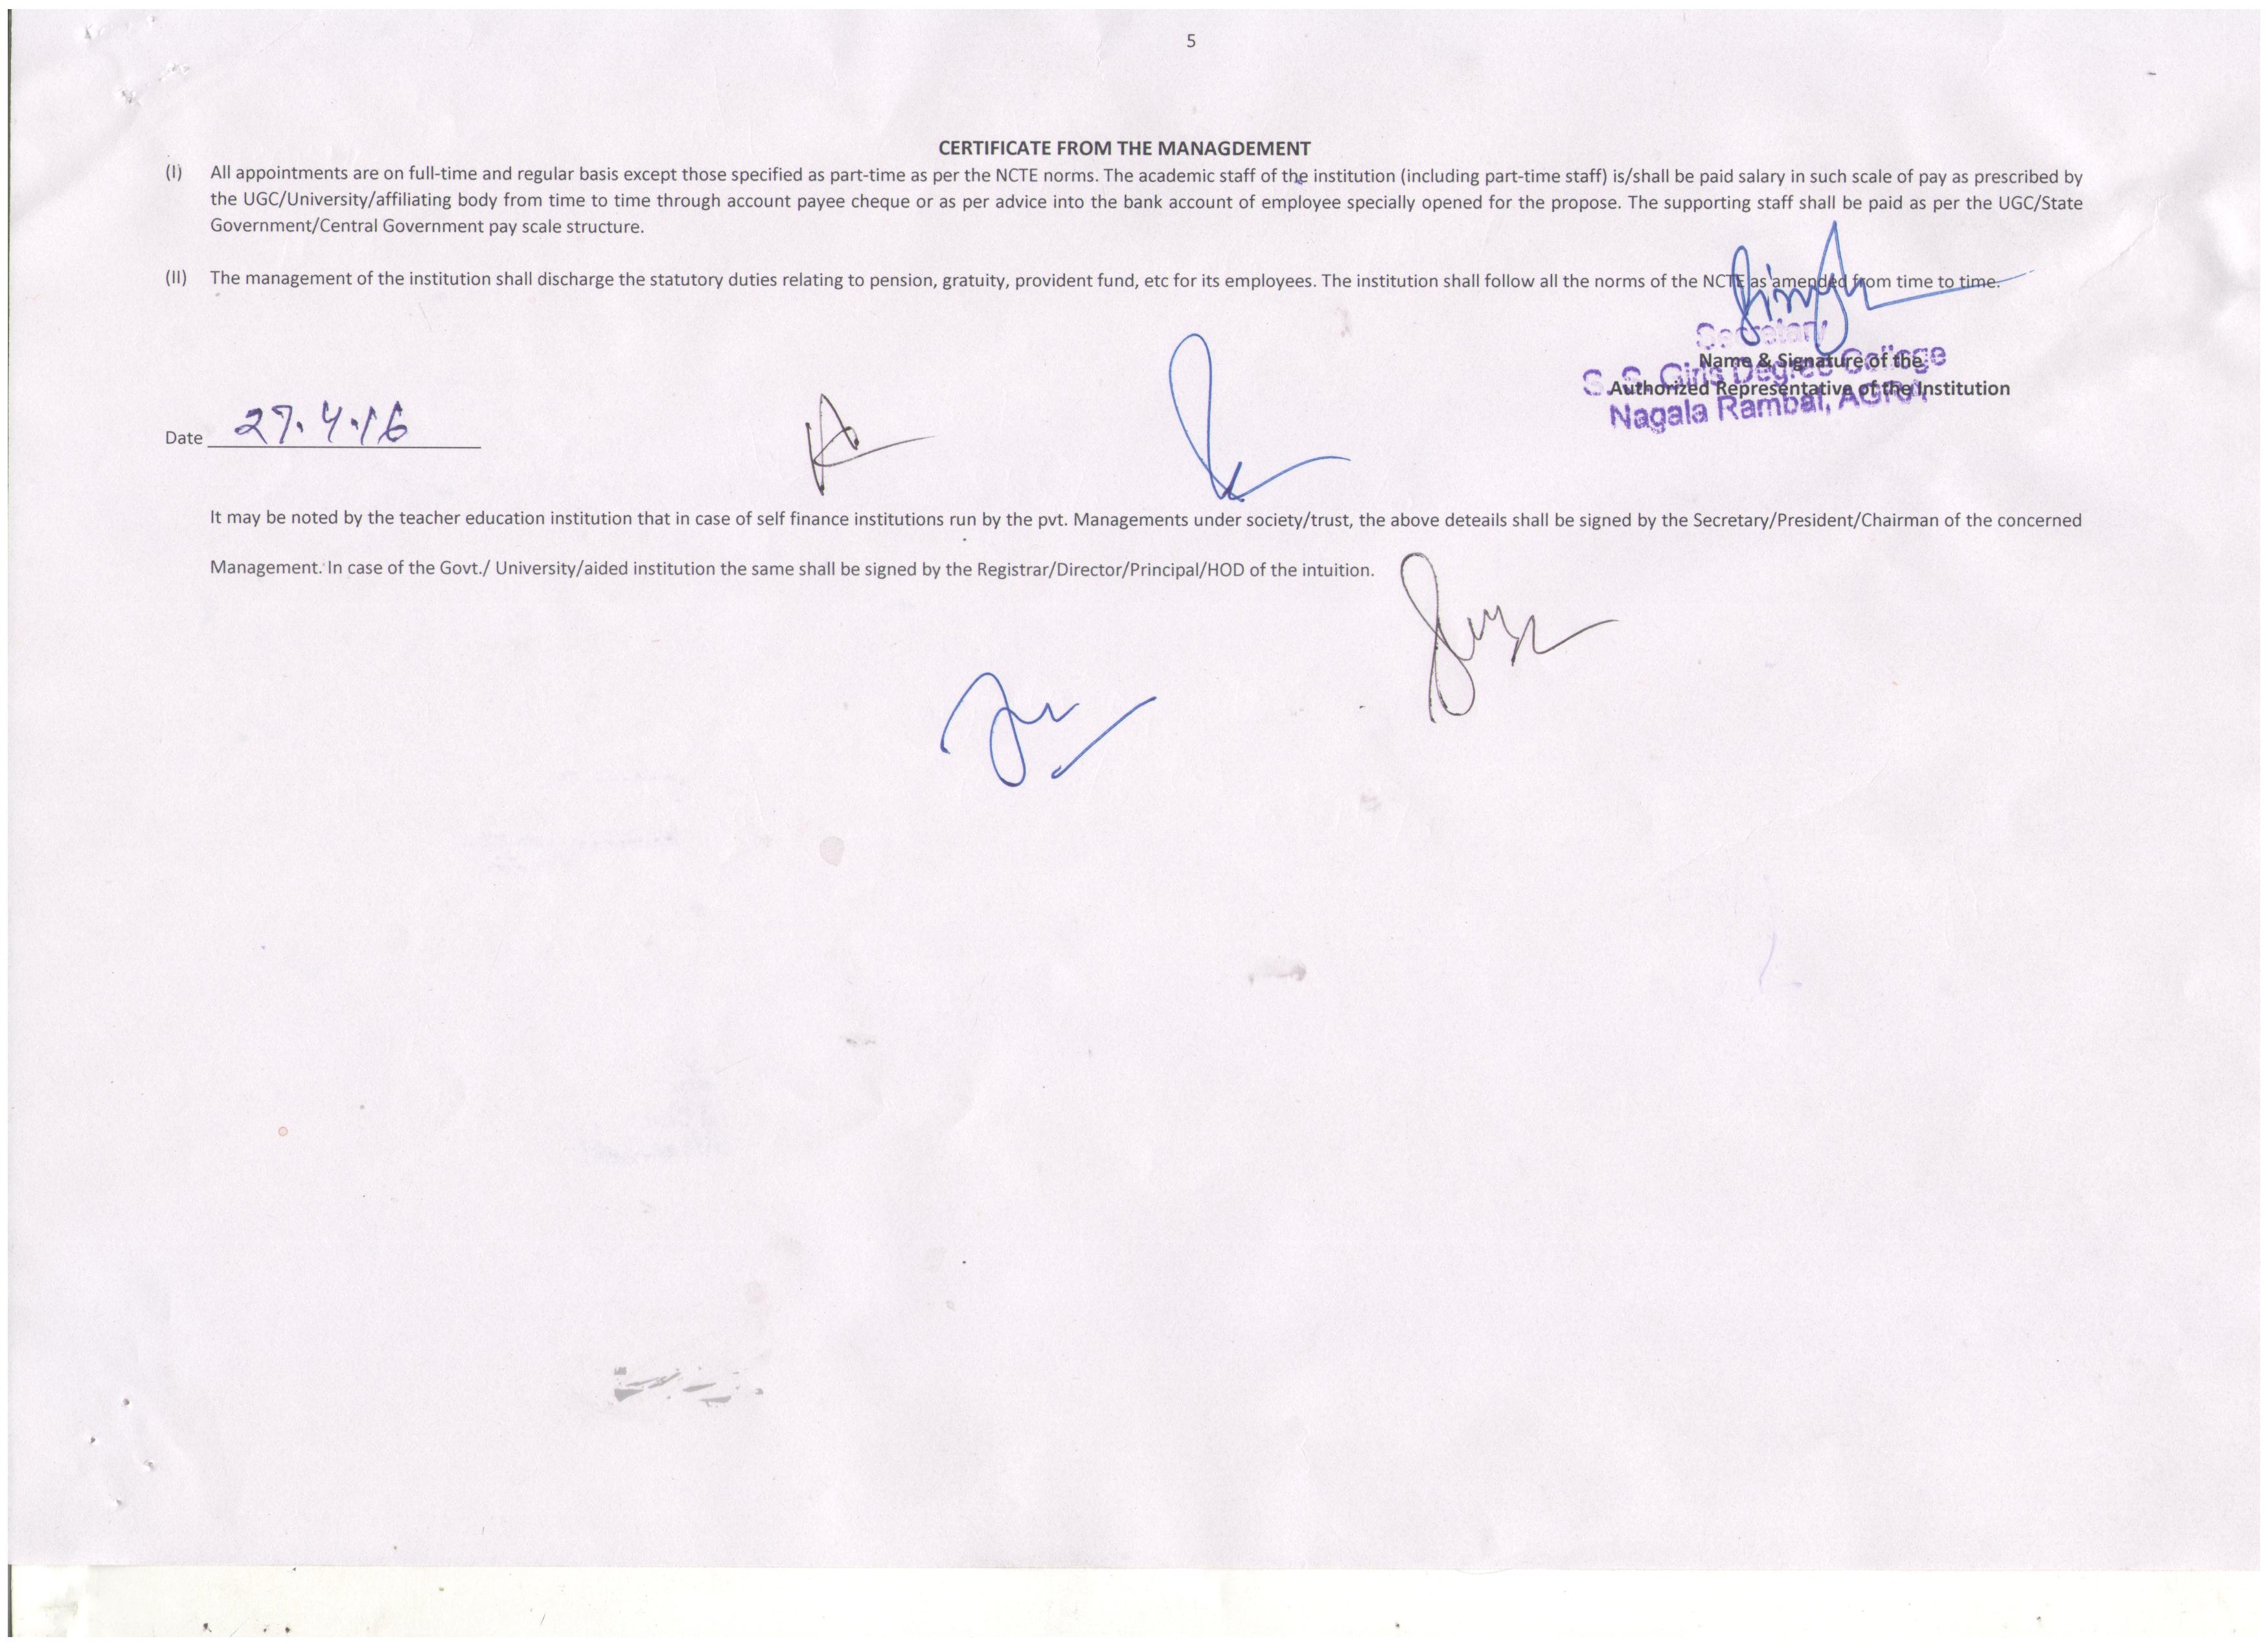 5
CERTIFICATE FROM THE MANAGDEMENT
(I) All appointments are on full-time and regular basis except those specified as part-time as per the NCTE norms. The academic staff of the institution (including part-time staff) is/shall be paid salary in such scale of pay as prescribed by
the UGC/University/affiliating body from time to time through account payee cheque or as per advice into the bank account of employee specially opened for the propose. The supporting staff shall be paid as per the UGC/State
Government/Central Government pay scale structure.
(II) The management of the institution shall discharge the statutory duties relating to pension, gratuity, provident fund, etc for its employees. The institution shall follow all the norms of the NCTE as amended from time to time.
Singh
Secretary
Name & Signature of the
S. S. Girls Degree College
Authorized Representative of the Institution
Nagala Rambal, AGRA
Date 27.4.16
It may be noted by the teacher education institution that in case of self finance institutions run by the pvt. Managements under society/trust, the above deteails shall be signed by the Secretary/President/Chairman of the concerned
Management. In case of the Govt./ University/aided institution the same shall be signed by the Registrar/Director/Principal/HOD of the intuition.